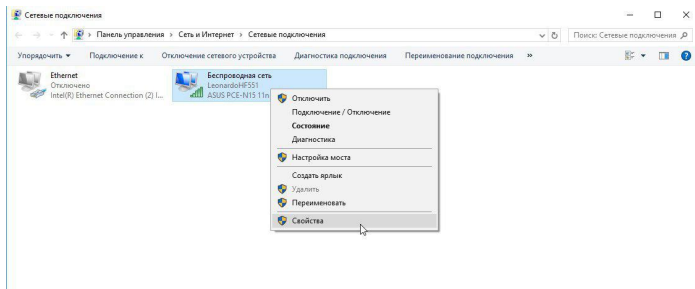 Сетевые подключения
Панель управления › Сеть и Интернет › Сетевые подключения
Поиск: Сетевые подключения
Упорядочить Подключение к Отключение сетевого устройства Диагностика подключения Переименование подключения »
Ethernet
Отключено
Intel(R) Ethernet Connection (2) I...
Беспроводная сеть
LeonardoHF551
ASUS PCE-N15 11n
Отключить
Подключение / Отключение
Состояние
Диагностика
Настройка моста
Создать ярлык
Удалить
Переименовать
Свойства